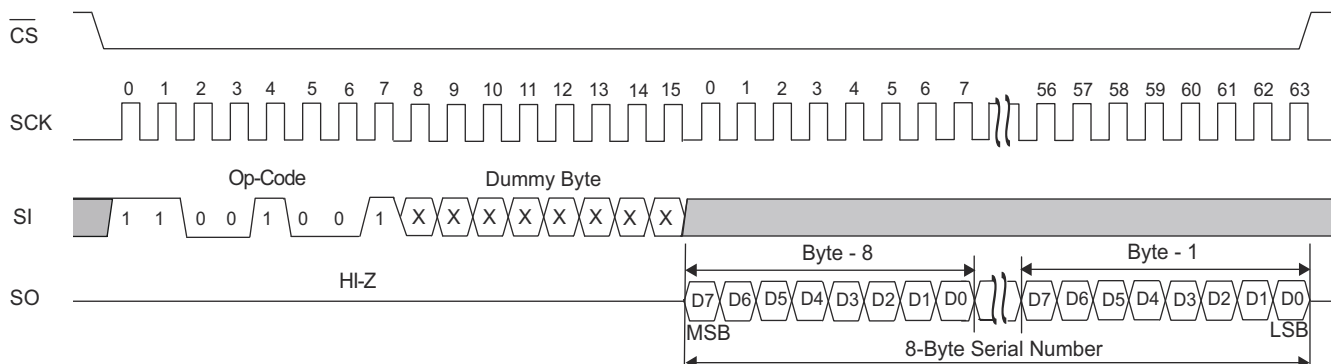 CS
0 1 2 3 4 5 6 7 8 9 10 11 12 13 14 15 0 1 2 3 4 5 6 7 56 57 58 59 60 61 62 63
SCK
Op-Code Dummy Byte
SI 1 1 0 0 1 0 0 1 X X X X X X X X
Byte - 8 Byte - 1
HI-Z
SO D7 D6 D5 D4 D3 D2 D1 D0 D7 D6 D5 D4 D3 D2 D1 D0
MSB LSB
8-Byte Serial Number